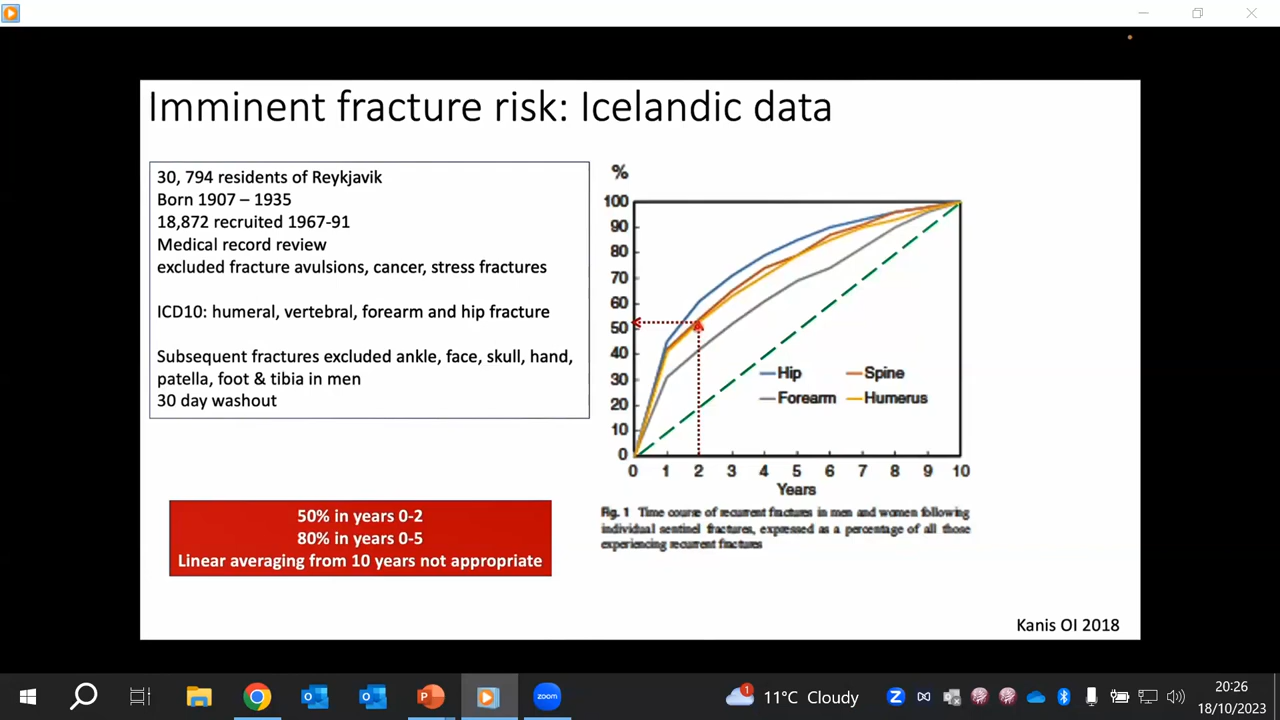 Imminent fracture risk: Icelandic data
30, 794 residents of Reykjavik
Born 1907 – 1935
18,872 recruited 1967-91
Medical record review
excluded fracture avulsions, cancer, stress fractures
ICD10: humeral, vertebral, forearm and hip fracture
Subsequent fractures excluded ankle, face, skull, hand,
patella, foot & tibia in men
30 day washout
50% in years 0-2
80% in years 0-5
Linear averaging from 10 years not appropriate
%
100
90
80
70
60
50
40
30
20
10
0
Hip Spine
Forearm Humerus
0 1 2 3 4 5 6 7 8 9 10
Years
Fig. 1 Time course of recurrent fractures in men and women following
individual sentinel fractures, expressed as a percentage of all those
experiencing recurrent fractures
Kanis OI 2018
zoom
1
11°C Cloudy
20:26
18/10/2023